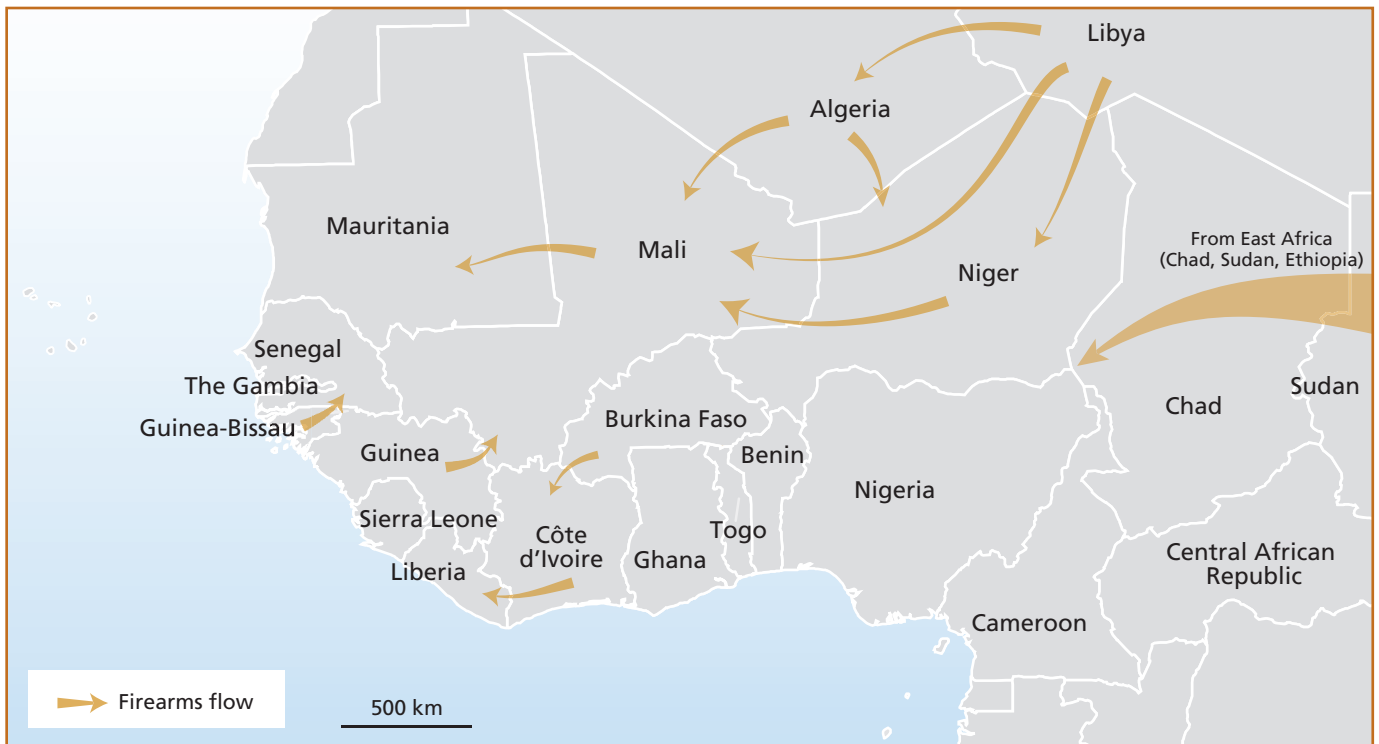 Libya
Algeria
Mauritania
Mali
Niger
From East Africa
(Chad, Sudan, Ethiopia)
Senegal
The Gambia
Guinea-Bissau
Guinea
Burkina Faso
Benin
Chad
Sudan
Nigeria
Sierra Leone
Côte
d’Ivoire
Togo
Ghana
Liberia
Central African
Republic
Cameroon
Firearms flow
500 km